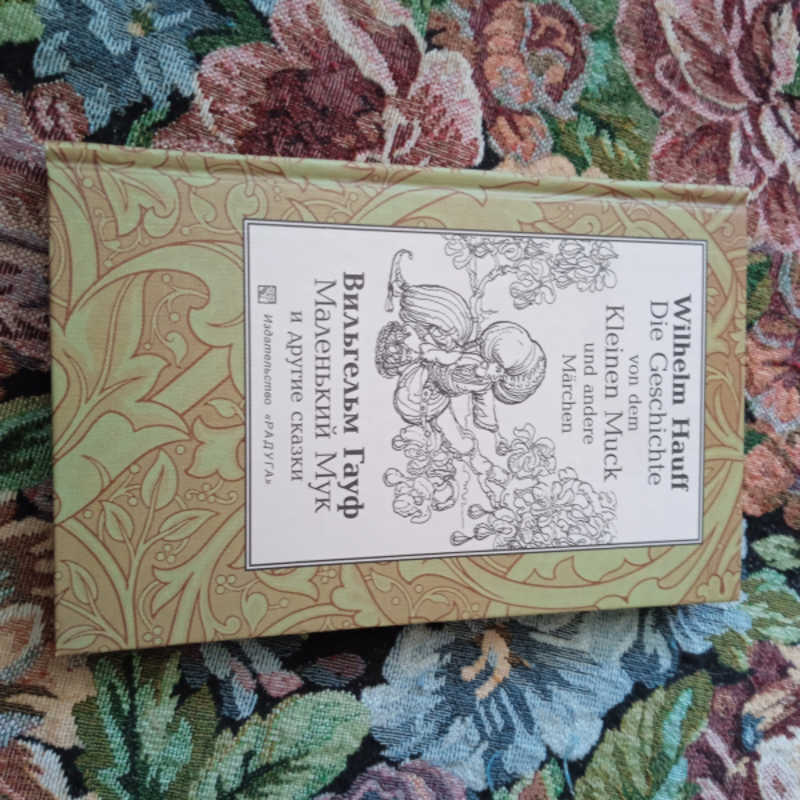 Wilhelm Hauff
Die Geschichte
von dem
Kleinen Muck
und andere
Märchen
Вильгельм Гауф
Маленький Мук
и другие сказки
Издательство «РАДУГА»